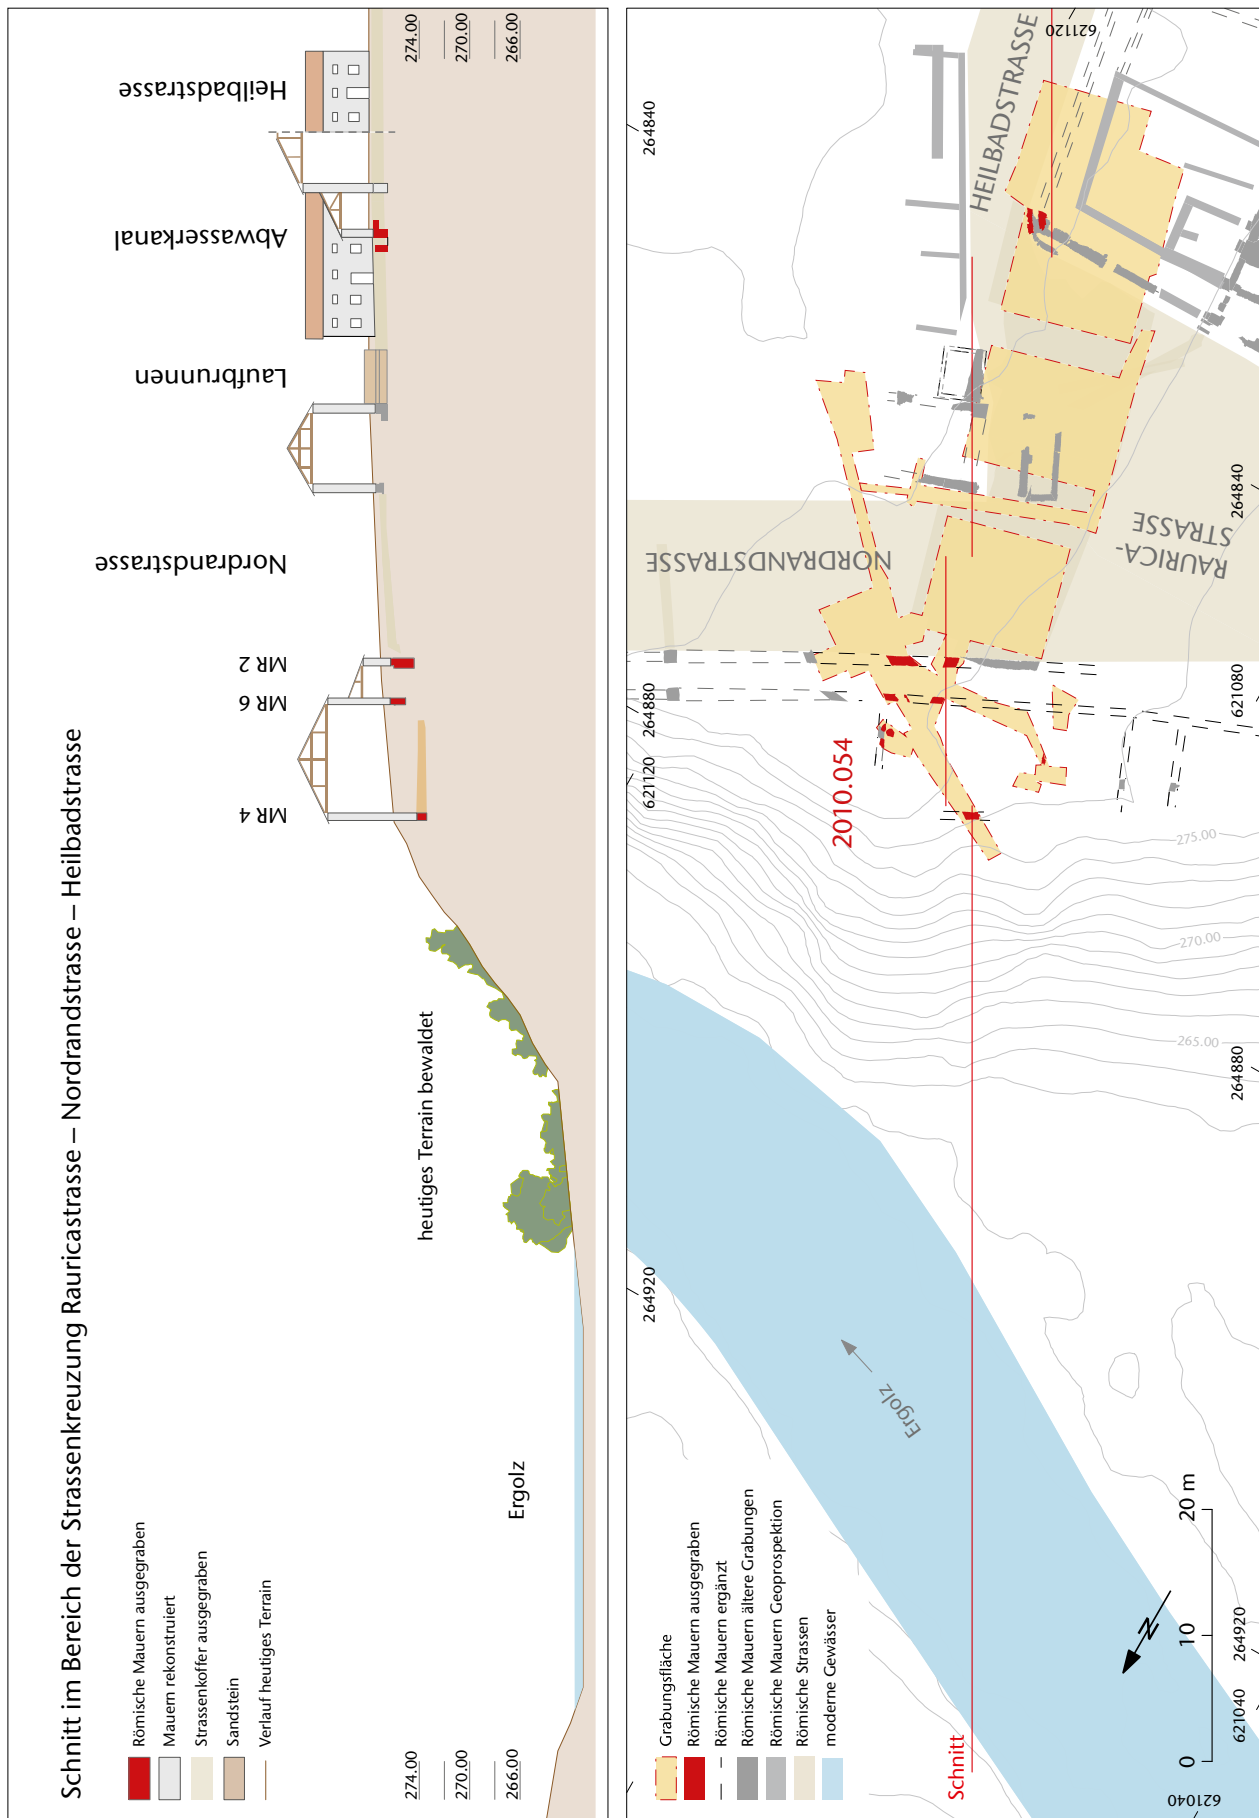 Schnitt im Bereich der Strassenkreuzung Rauricastrasse – Nordrandstrasse – Heilbadstrasse
Römische Mauern ausgegraben
Mauern rekonstruiert
Strassenkoffer ausgegraben
Sandstein
Verlauf heutiges Terrain
MR 4
MR 6
MR 2
Nordrandstrasse
Laufbrunnen
Abwasserkanal
Heilbadstrasse
heutiges Terrain bewaldet
Ergolz
274.00
270.00
266.00
274.00
270.00
266.00
Grabungsfläche
Römische Mauern ausgegraben
Römische Mauern ergänzt
Römische Mauern ältere Grabungen
Römische Mauern Geoprospektion
Römische Strassen
moderne Gewässer
264920
621120
264880
264840
2010.054
NORDRANDSTRASSE
HEILBADSTRASSE
RAURICA-
STRASSE
Ergolz
Schnitt
275.00
270.00
265.00
N
0
10
20 m
621040
621040
264920
264880
621080
264840
621120